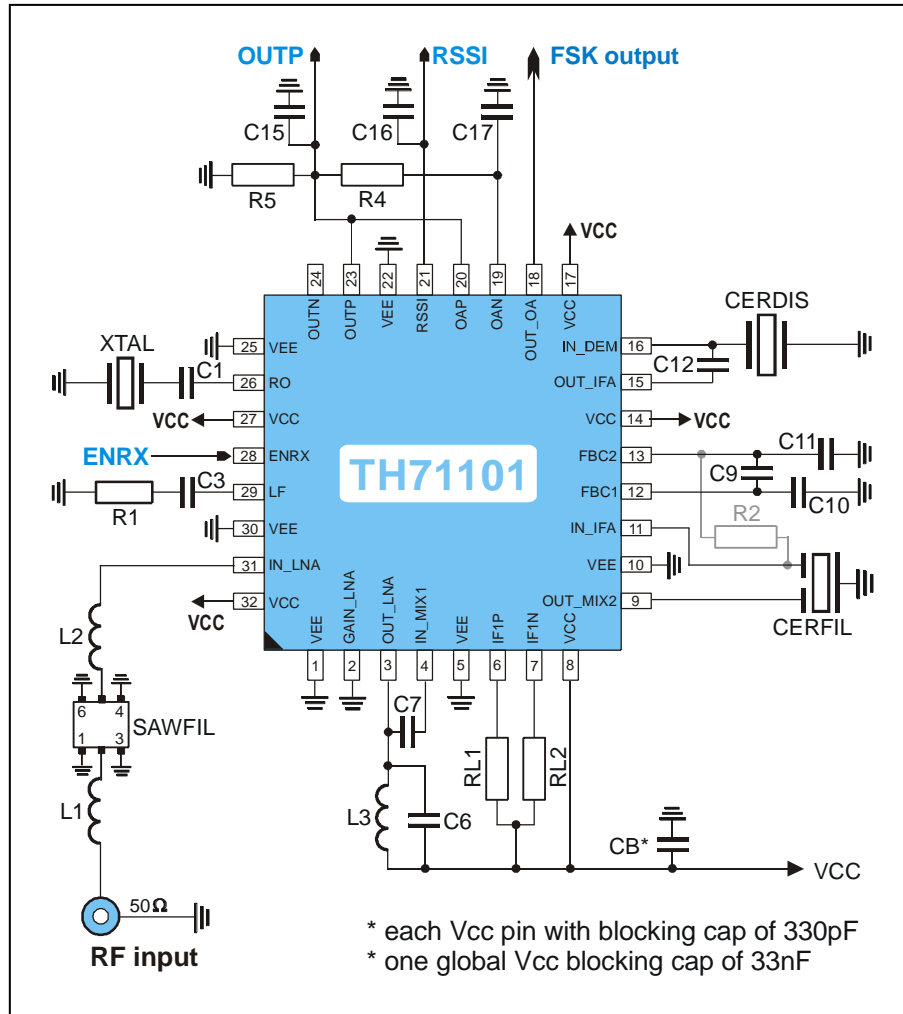 OUTP RSSI FSK output
C15 C16 C17
R5 R4
VCC
24 23 22 21 20 19 18 17
OUTN OUTP VEE RSSI OAP OAN OUT_OA VCC
CERDIS
XTAL
25 VEE IN_DEM 16
C1 C12
26 RO OUT_IFA 15
VCC 27 VCC VCC 14 VCC
C11
ENRX 28 ENRX FBC2 13
TH71101
C3 C9
29 LF FBC1 12
R1 C10
R2
30 VEE IN_IFA 11
31 IN_LNA VEE 10
32 VCC OUT_MIX2 9
VCC
CERFIL
L2
VEE GAIN_LNA OUT_LNA IN_MIX1 VEE IF1P IF1N VCC
1 2 3 4 5 6 7 8
6 4
SAWFIL
1 3
C7
RL1 RL2
L1
L3 C6
CB*
VCC
50Ω
RF input
* each Vcc pin with blocking cap of 330pF
* one global Vcc blocking cap of 33nF